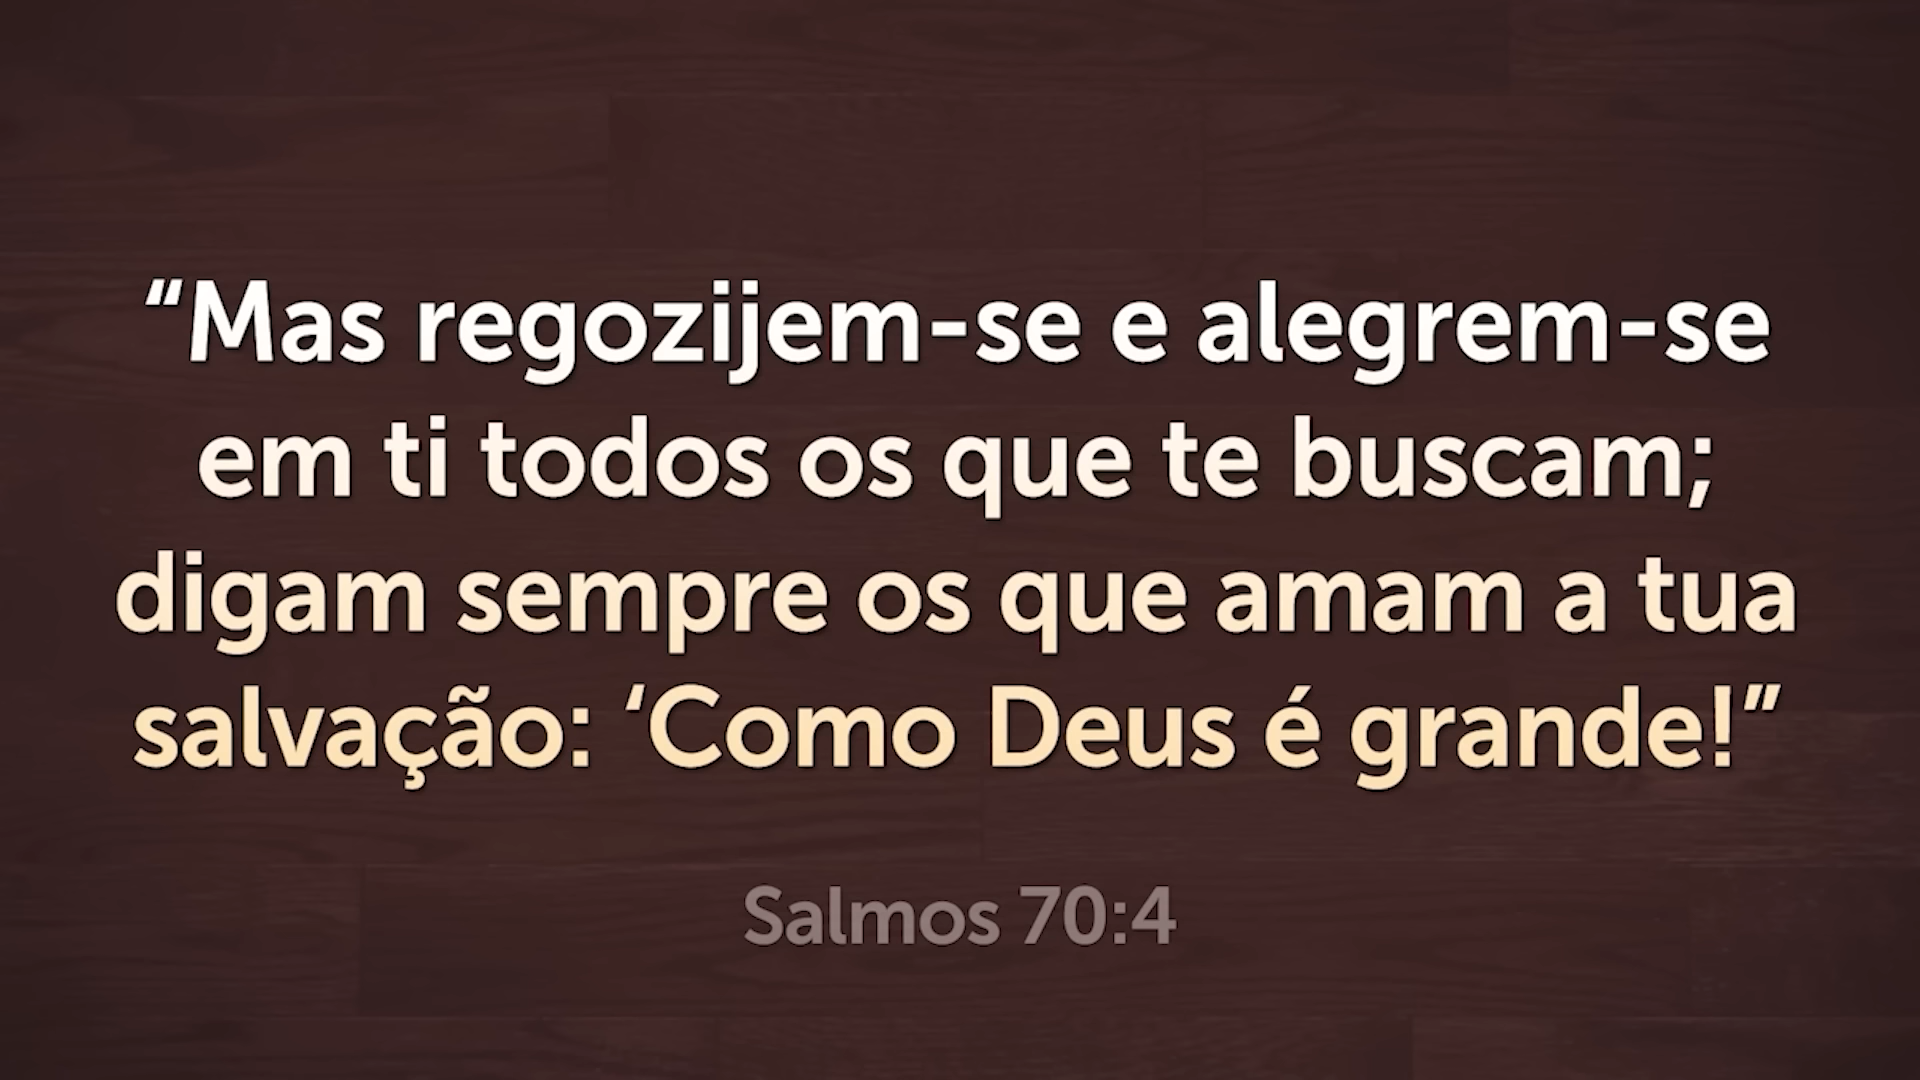 “Mas regozijem-se e alegrem-se
em ti todos os que te buscam;
digam sempre os que amam a tua
salvação: ‘Como Deus é grande!”
Salmos 70:4